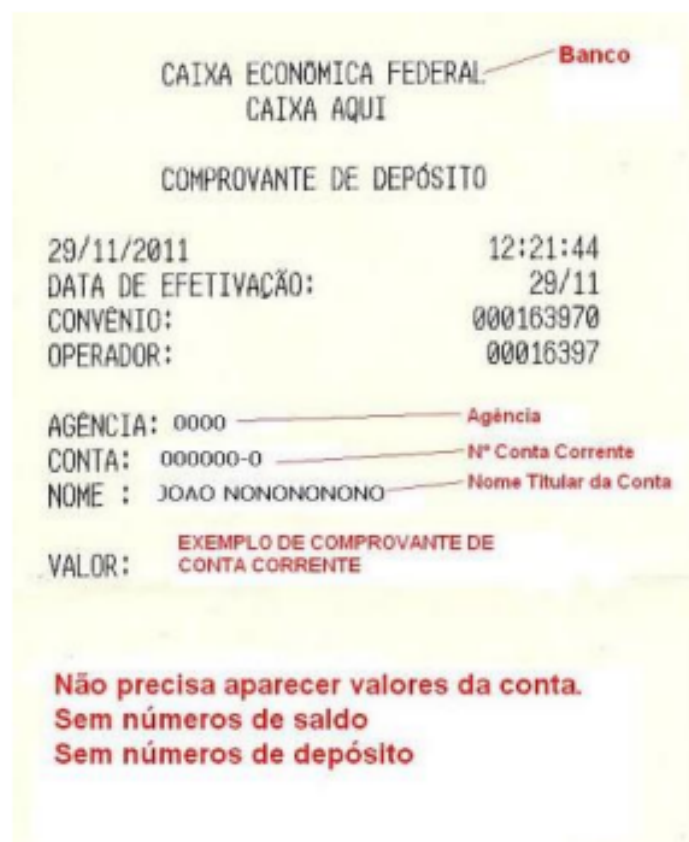 CAIXA ECONÔMICA FEDERAL Banco
CAIXA AQUI
COMPROVANTE DE DEPÓSITO
29/11/2011 12:21:44
DATA DE EFETIVAÇÃO: 29/11
CONVÊNIO: 000163970
OPERADOR: 00016397
AGÊNCIA: 0000 Agência
CONTA: 000000-0 Nº Conta Corrente
NOME : JOAO NONONONONO Nome Titular da Conta
EXEMPLO DE COMPROVANTE DE
VALOR: CONTA CORRENTE
Não precisa aparecer valores da conta.
Sem números de saldo
Sem números de depósito